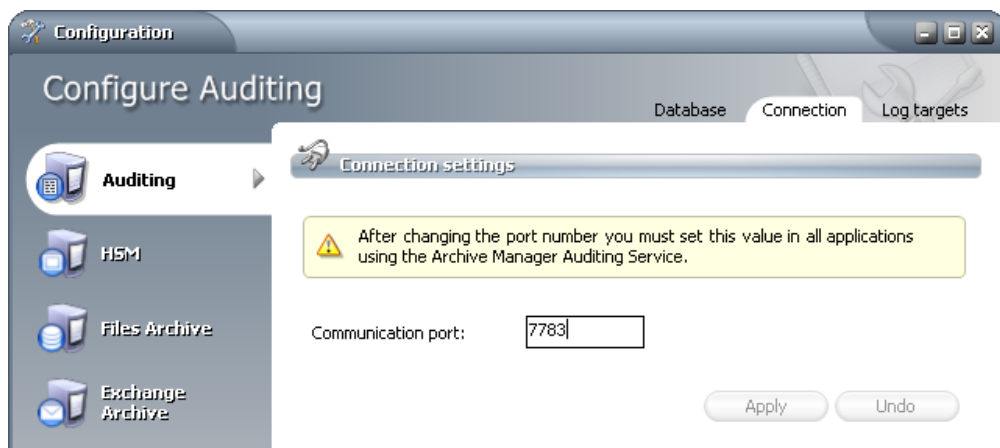 Configuration
Configure Auditing
Database Connection Log targets
Auditing
HSM
Files Archive
Exchange
Archive
Connection settings
After changing the port number you must set this value in all applications
using the Archive Manager Auditing Service.
Communication port: 7783
Apply Undo